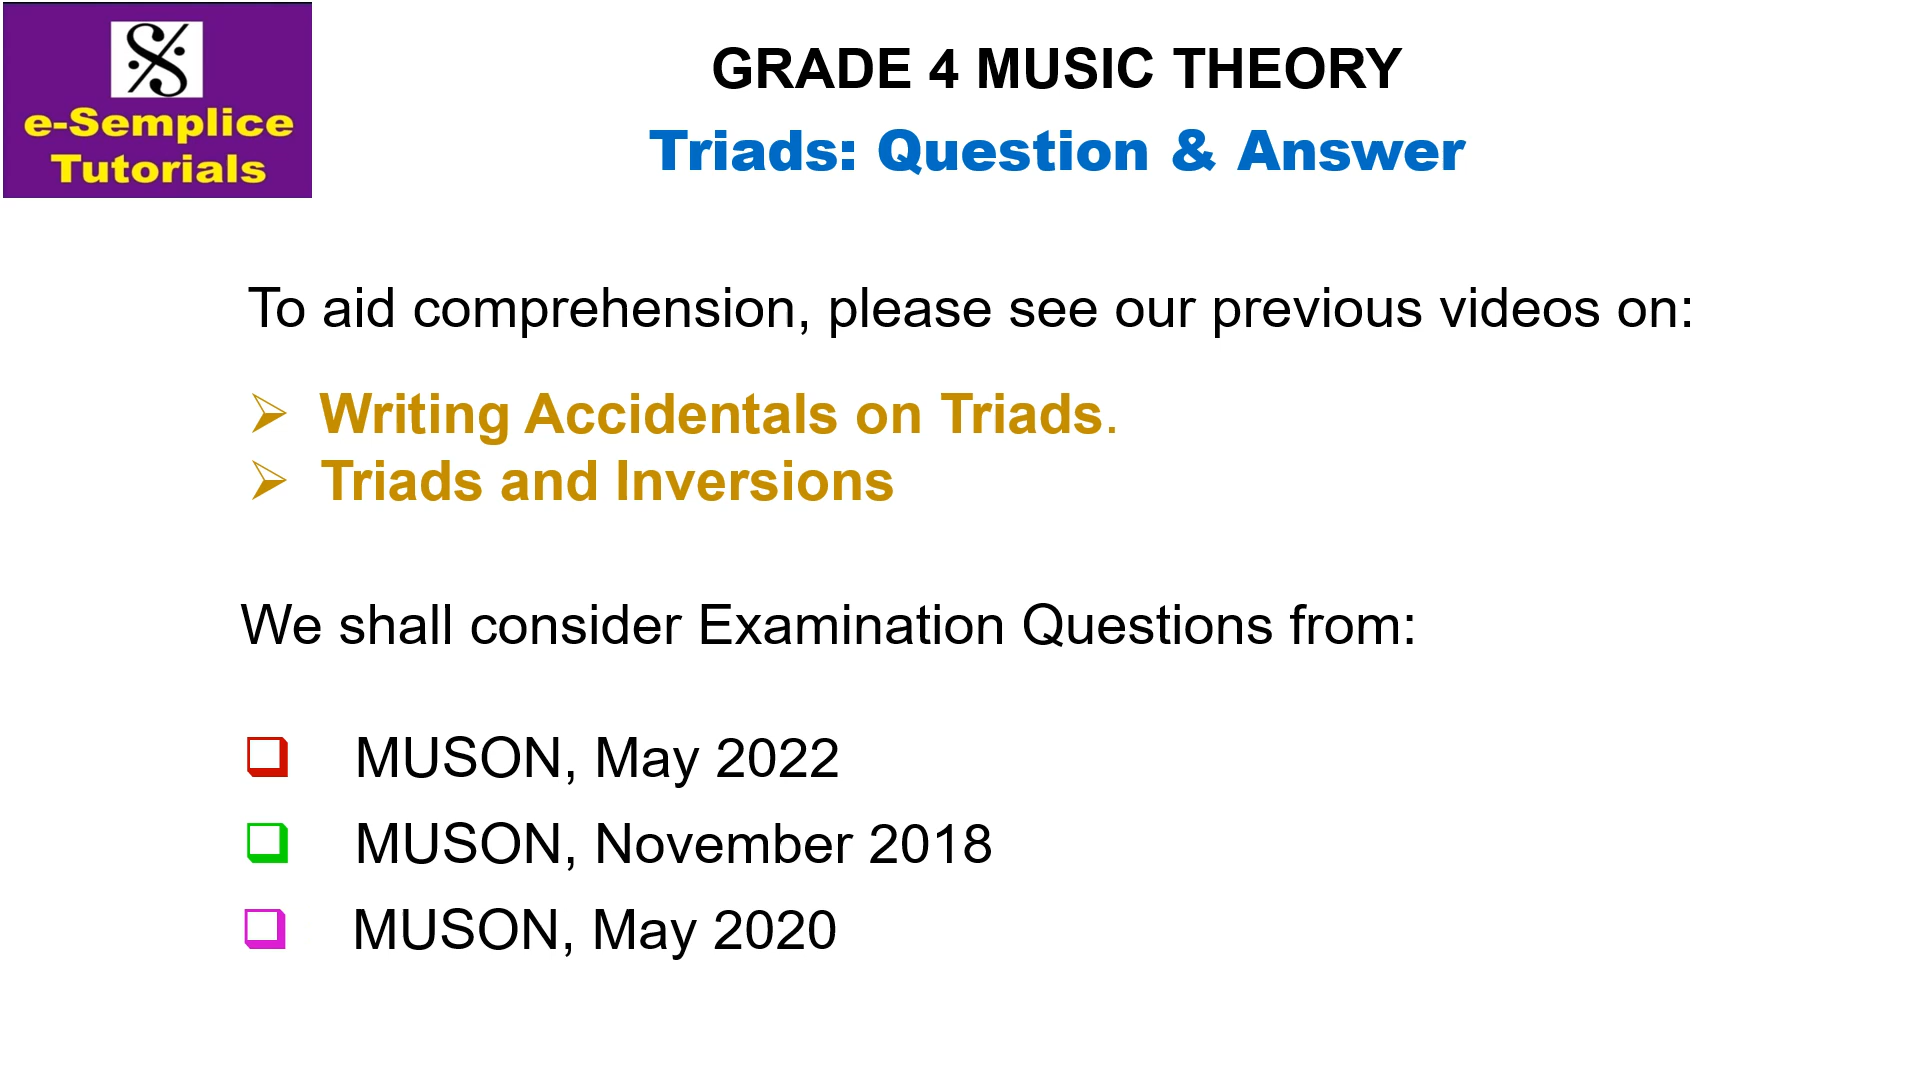 e-Semplice
Tutorials
GRADE 4 MUSIC THEORY
Triads: Question & Answer
To aid comprehension, please see our previous videos on:
Writing Accidentals on Triads.
Triads and Inversions
We shall consider Examination Questions from:
MUSON, May 2022
MUSON, November 2018
MUSON, May 2020